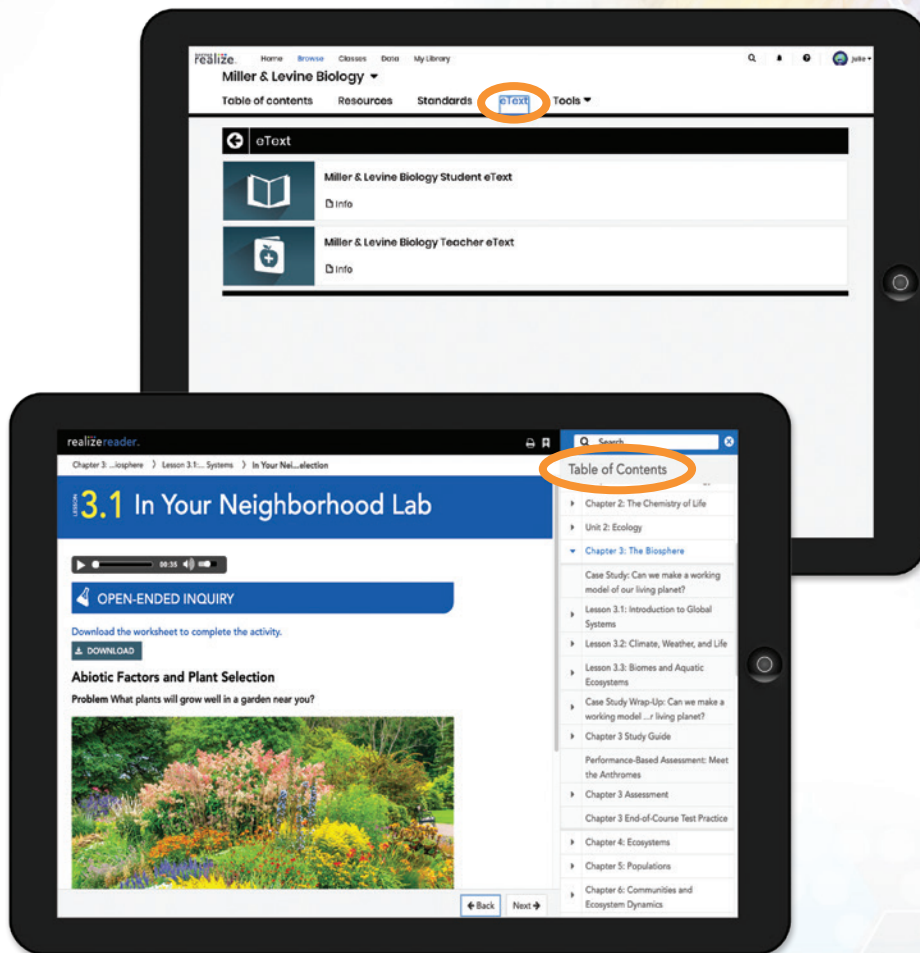 realize. Home Browse Classes Data My Library julie
Miller & Levine Biology
Table of contents Resources Standards eText Tools
eText
Miller & Levine Biology Student eText
Info
Miller & Levine Biology Teacher eText
Info
realizereader.
Search
Chapter 3: ...iosphere > Lesson 3.1:... Systems > In Your Nei...election
LESSON 3.1 In Your Neighborhood Lab
00:35
OPEN-ENDED INQUIRY
Download the worksheet to complete the activity.
DOWNLOAD
Abiotic Factors and Plant Selection
Problem What plants will grow well in a garden near you?
Back Next
Table of Contents
Chapter 2: The Chemistry of Life
Unit 2: Ecology
Chapter 3: The Biosphere
Case Study: Can we make a working
model of our living planet?
Lesson 3.1: Introduction to Global
Systems
Lesson 3.2: Climate, Weather, and Life
Lesson 3.3: Biomes and Aquatic
Ecosystems
Case Study Wrap-Up: Can we make a
working model ...r living planet?
Chapter 3 Study Guide
Performance-Based Assessment: Meet
the Anthromes
Chapter 3 Assessment
Chapter 3 End-of-Course Test Practice
Chapter 4: Ecosystems
Chapter 5: Populations
Chapter 6: Communities and
Ecosystem Dynamics